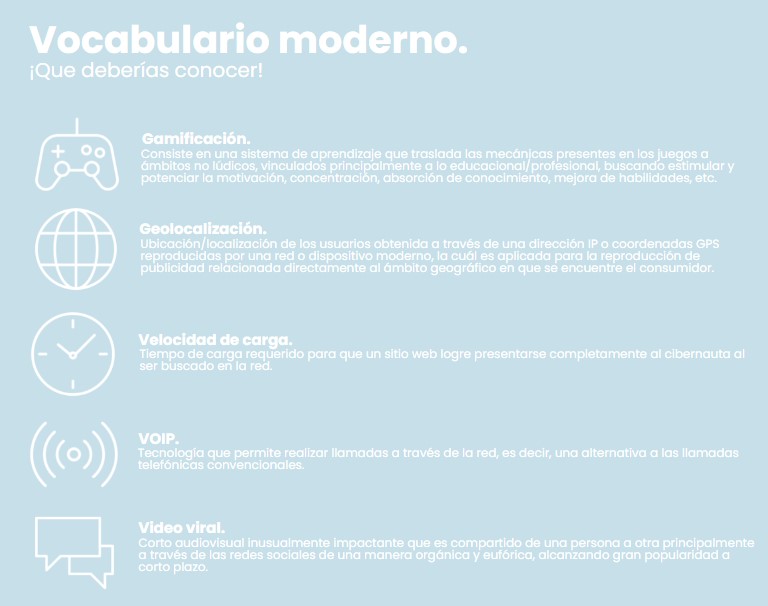 Vocabulario moderno.
¡Que deberías conocer!
Gamificación.
Consiste en una sistema de aprendizaje que traslada las mecánicas presentes en los juegos a
ámbitos no lúdicos, vinculados principalmente a lo educacional/profesional, buscando estimular y
potenciar la motivación, concentración, absorción de conocimiento, mejora de habilidades, etc.
Geolocalización.
Ubicación/localización de los usuarios obtenida a través de una dirección IP o coordenadas GPS
reproducidas por una red o dispositivo moderno, la cuál es aplicada para la reproducción de
publicidad relacionada directamente al ámbito geográfico en que se encuentre el consumidor.
Velocidad de carga.
Tiempo de carga requerido para que un sitio web logre presentarse completamente al cibernauta al
ser buscado en la red.
VOIP.
Tecnología que permite realizar llamadas a través de la red, es decir, una alternativa a las llamadas
telefónicas convencionales.
Video viral.
Corto audiovisual inusualmente impactante que es compartido de una persona a otra principalmente
a través de las redes sociales de una manera orgánica y eufórica, alcanzando gran popularidad a
corto plazo.